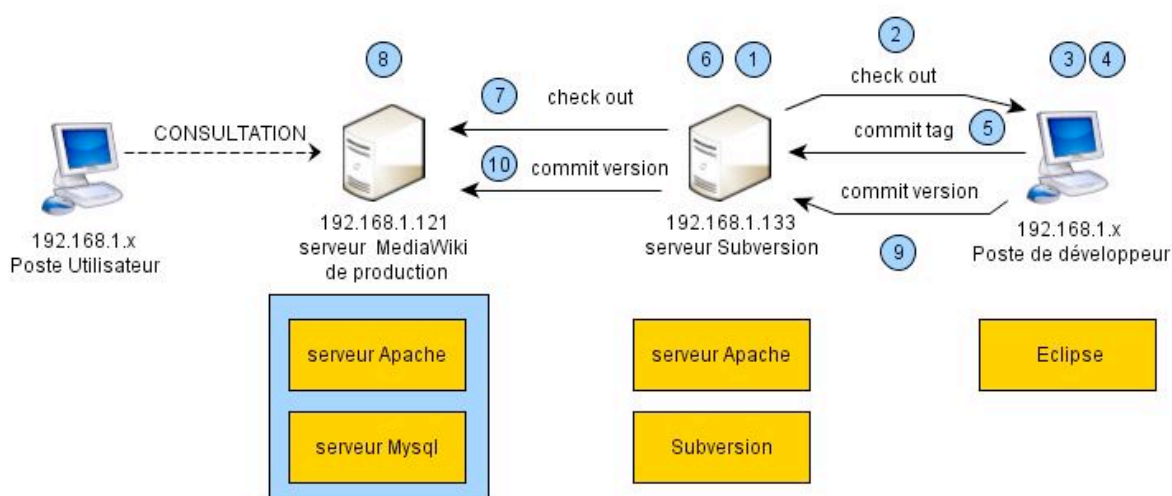 2
8
6
1
3
4
check out
7
check out
CONSULTATION
commit tag
5
10
commit version
commit version
192.168.1.121
serveur MediaWiki
de production
192.168.1.133
serveur Subversion
192.168.1.x
Poste Utilisateur
192.168.1.x
Poste de développeur
9
serveur Apache
serveur Apache
Eclipse
serveur Mysql
Subversion